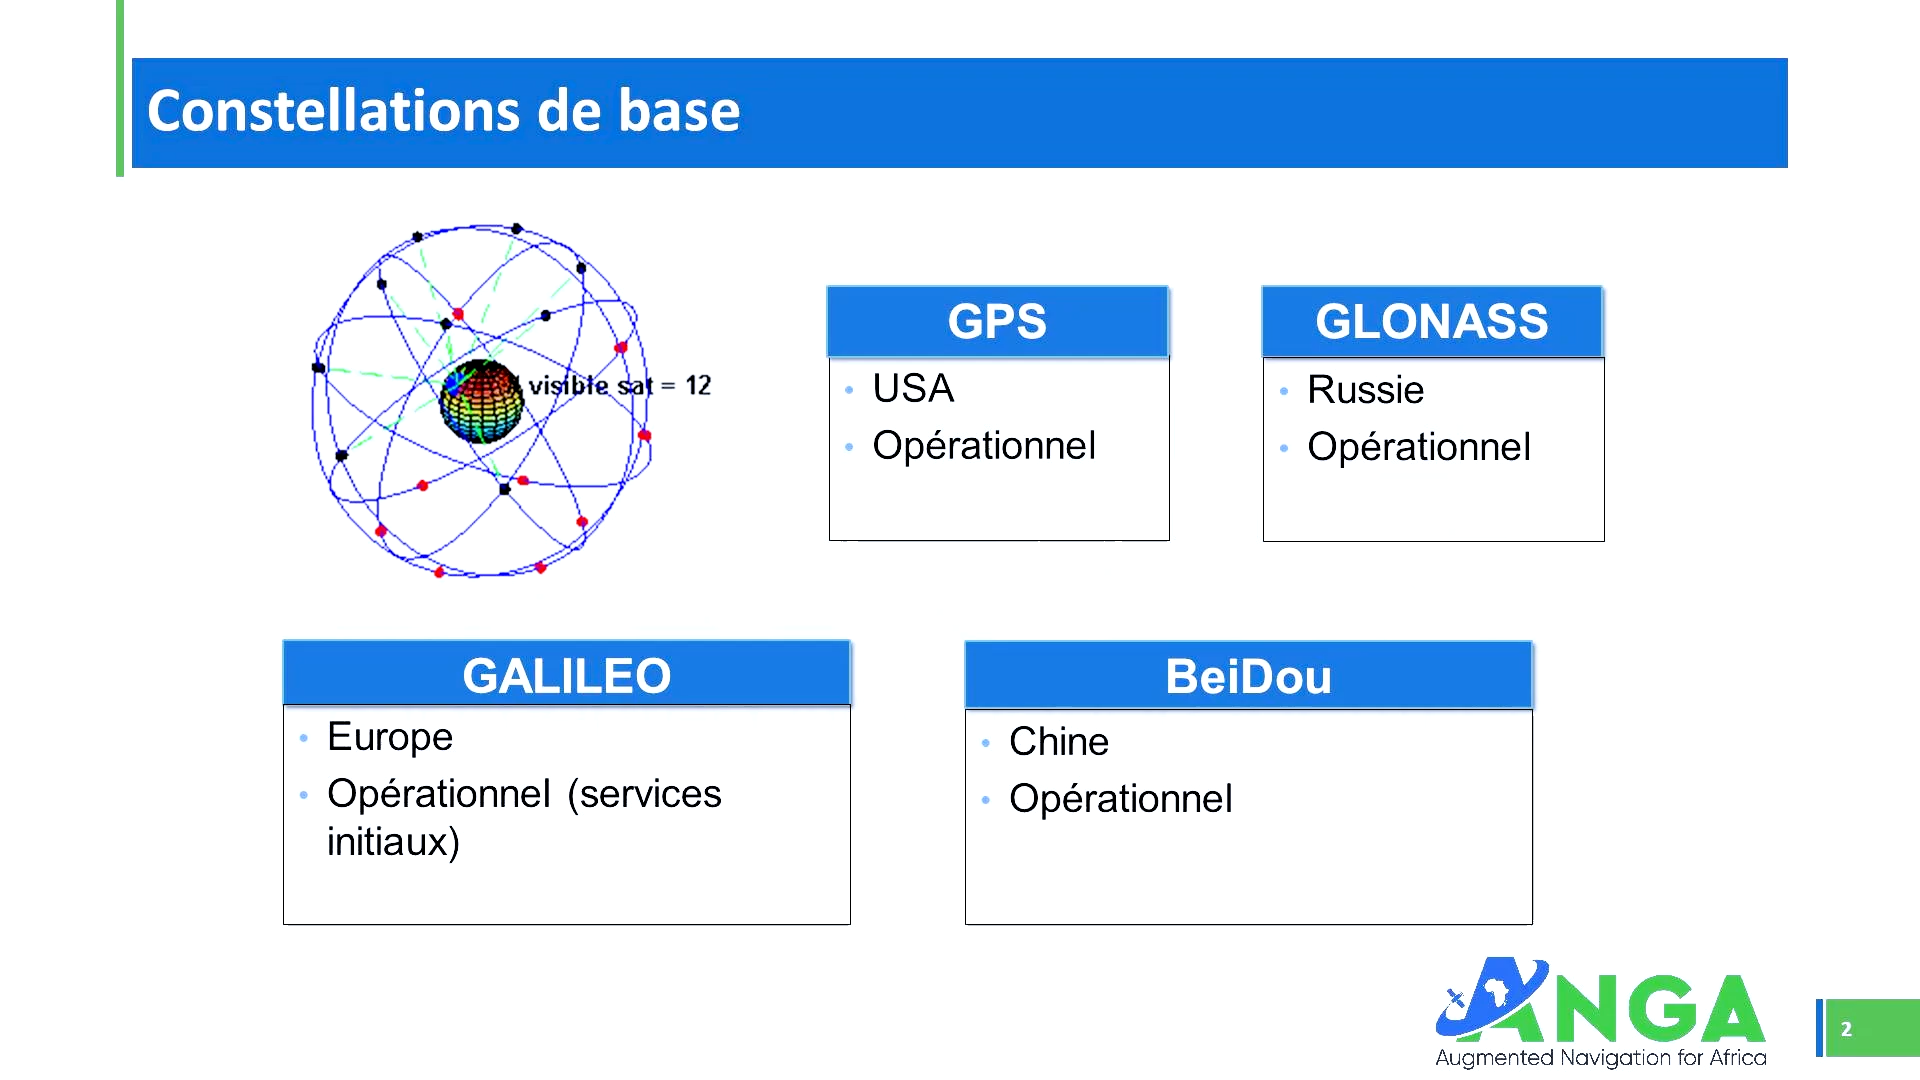 Constellations de base
visible sat = 12
GPS
• USA
• Opérationnel
GLONASS
• Russie
• Opérationnel
GALILEO
• Europe
• Opérationnel (services
initiaux)
BeiDou
• Chine
• Opérationnel
ANGA
Augmented Navigation for Africa
2